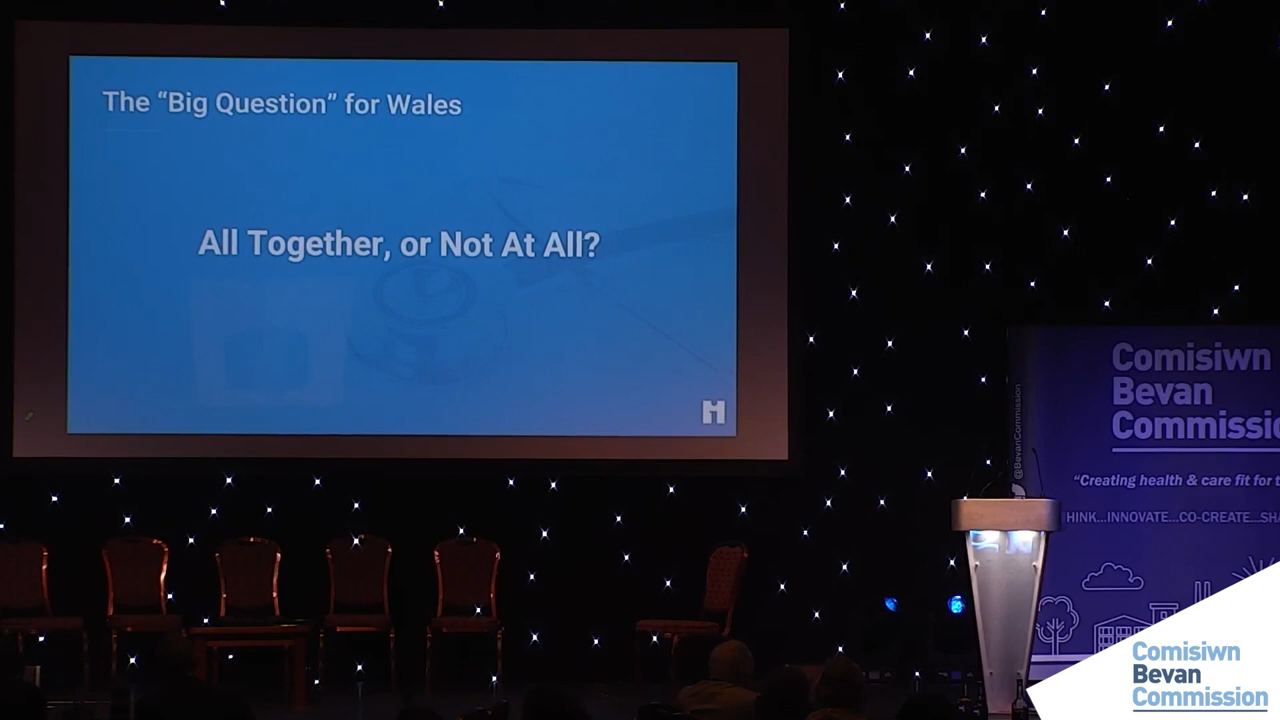 The “Big Question” for Wales
All Together, or Not At All?
@BevanCommission
Comisiwn
Bevan
Commissi
“Creating health & care fit for t
HINK...INNOVATE...CO-CREATE...SH
Comisiwn
Bevan
Commission